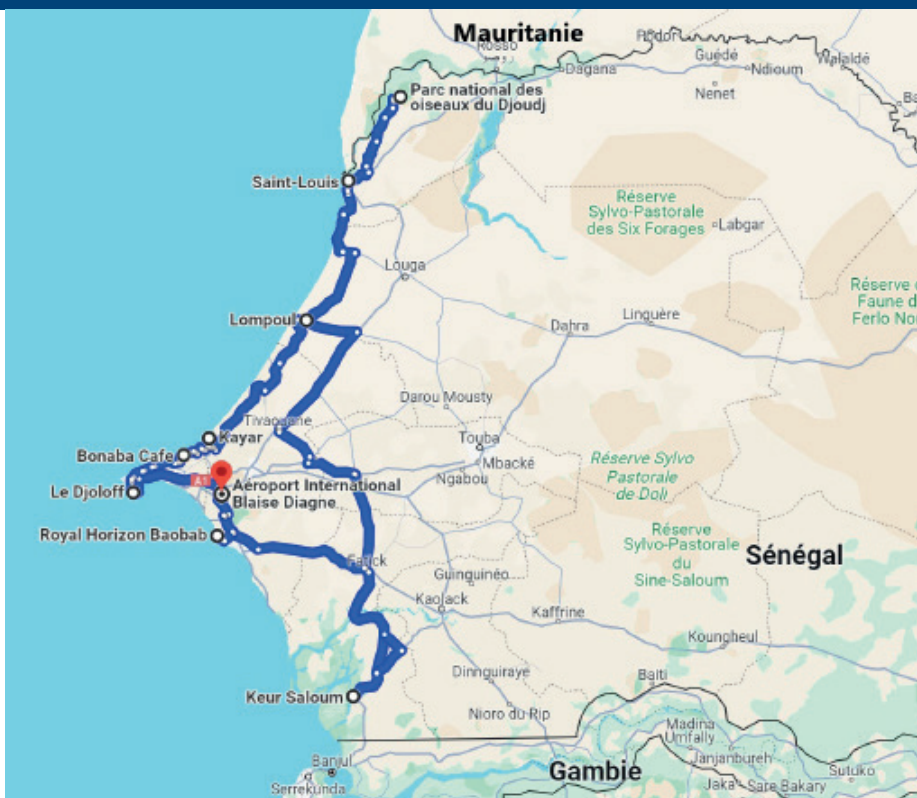 Mauritanie
Rosso
Guédé
Ndioum
Walaldé
Dagana
Nenet
Parc national des
oiseaux du Djoudj
Saint-Louis
Réserve
Sylvo-Pastorale
des Six Forages
Labgar
Louga
Réserve
Faune d
Ferlo Nou
Lompoul
Linguère
Dahra
Darou Mousty
Tivaouane
Kayar
Touba
Bonaba Cafe
Mbacké
Ngabou
Réserve Sylvo
Pastorale
de Doli
A1
Aéroport International
Blaise Diagne
Le Djoloff
Royal Horizon Baobab
Réserve
Sylvo-Pastorale
du
Sine-Saloum
Sénégal
Fatick
Guinguinéo
Kaolack
Kaffrine
Koungheul
Dinnguiraye
Baiti
Keur Saloum
Nioro du Rip
Madina
Umfally
Banjul
Janjanbureh
Gambie
Sutuko
Serrekunda
Jaka
Sare Bakary